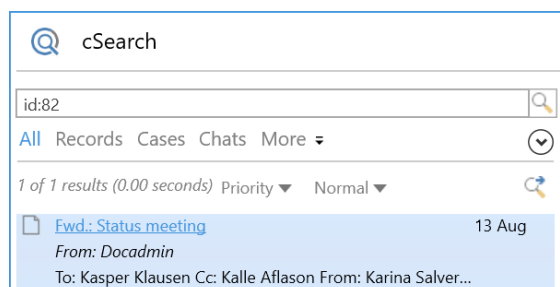 cSearch
id:82
All Records Cases Chats More
1 of 1 results (0.00 seconds) Priority Normal
Fwd.: Status meeting 13 Aug
From: Docadmin
To: Kasper Klausen Cc: Kalle Aflason From: Karina Salver...